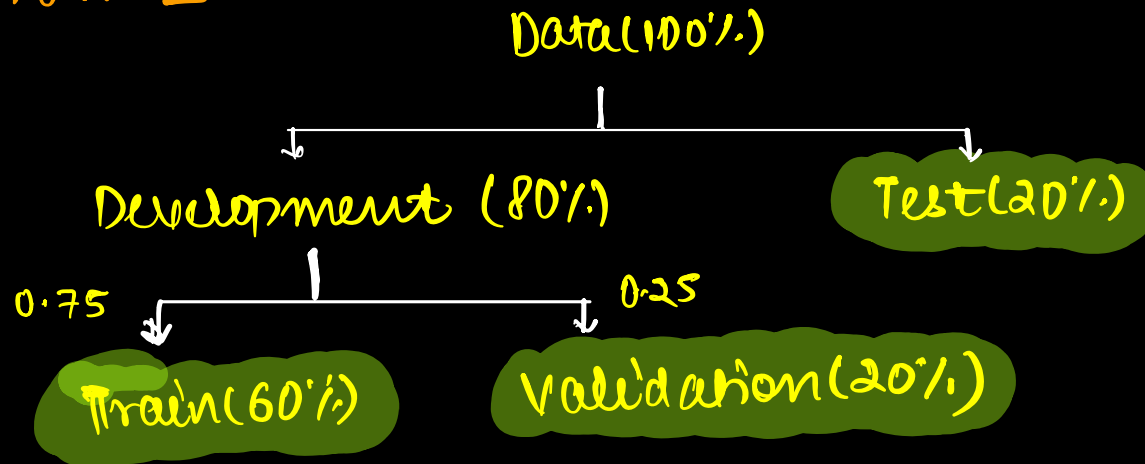 Data(100%)
Development (80%)
Test(20%)
0.75
0.25
Train(60%)
Validation(20%)